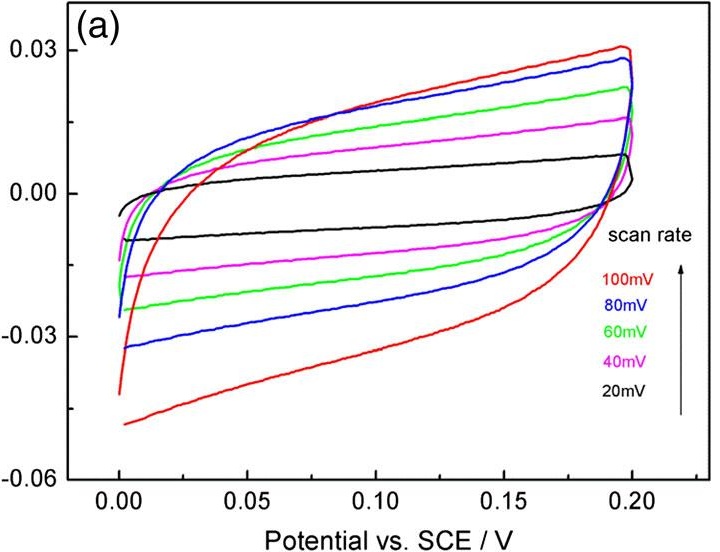 (a)
0.03
0.00
-0.03
-0.06
scan rate
100mV
80mV
60mV
40mV
20mV
0.00 0.05 0.10 0.15 0.20
Potential vs. SCE / V